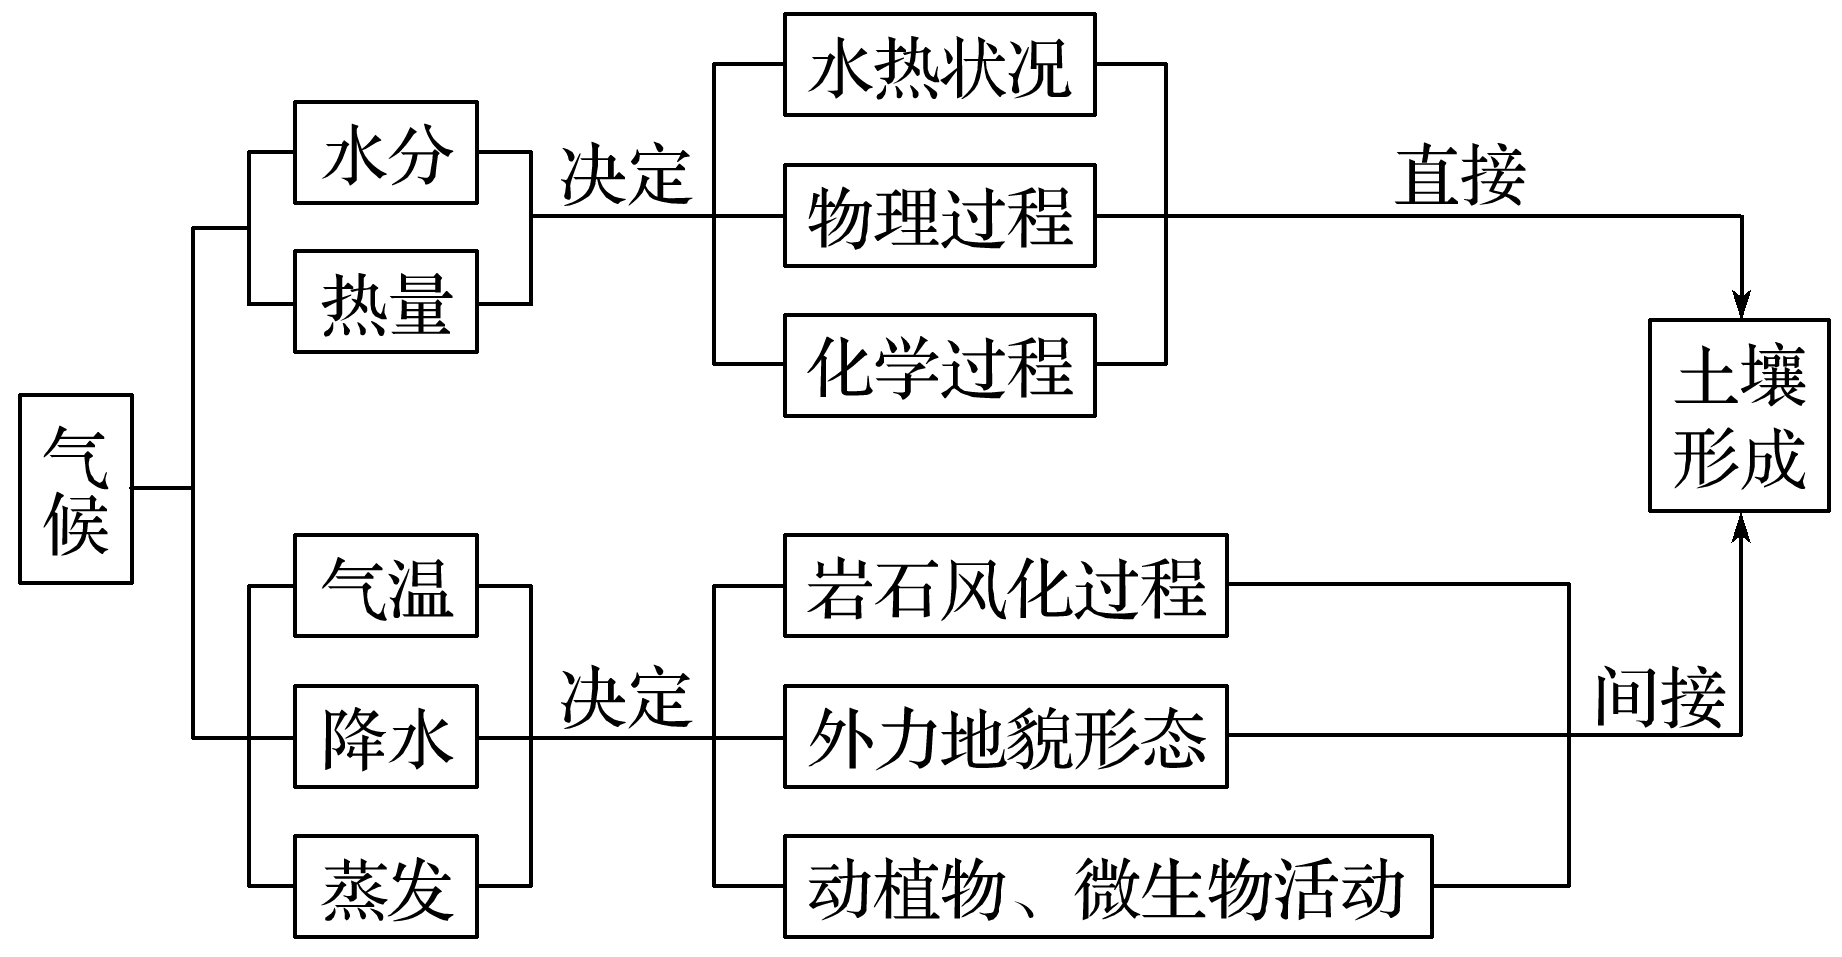 气候
水分
热量
决定
水热状况
物理过程
化学过程
直接
土壤
形成
气温
降水
蒸发
决定
岩石风化过程
外力地貌形态
动植物、微生物活动
间接